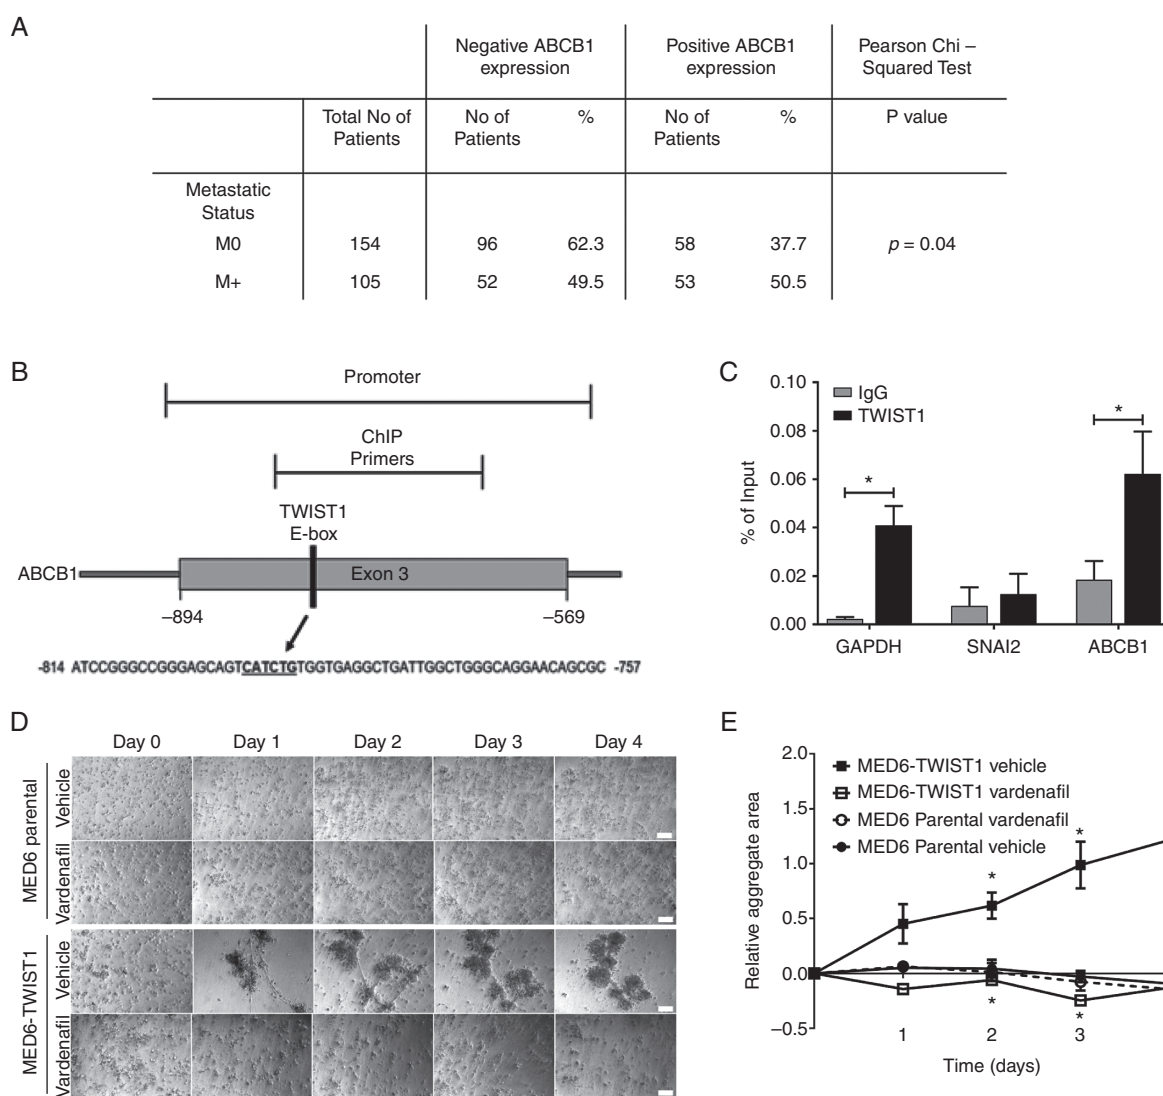 A
Negative ABCB1 expression
Positive ABCB1 expression
Pearson Chi – Squared Test
Total No of Patients
No of Patients
%
No of Patients
%
P value
Metastatic Status
M0 154 96 62.3 58 37.7 p = 0.04
M+ 105 52 49.5 53 50.5
B
Promoter
ChIP
Primers
TWIST1
E-box
ABCB1
Exon 3
–894
–569
-814 ATCCGGGCCGGGAGCAGTCATCTGTGGTGAGGCTGATTGGCTGGGCAGGAACAGCGC -757
C
% of Input
0.10
0.08
0.06
0.04
0.02
0.00
IgG
TWIST1
*
*
GAPDH
SNAI2
ABCB1
D
Day 0
Day 1
Day 2
Day 3
Day 4
MED6 parental
Vehicle
Vardenafil
MED6-TWIST1
Vehicle
Vardenafil
E
Relative aggregate area
2.0
1.5
1.0
0.5
0.0
–0.5
MED6-TWIST1 vehicle
MED6-TWIST1 vardenafil
MED6 Parental vardenafil
MED6 Parental vehicle
*
*
*
*
1
2
3
Time (days)